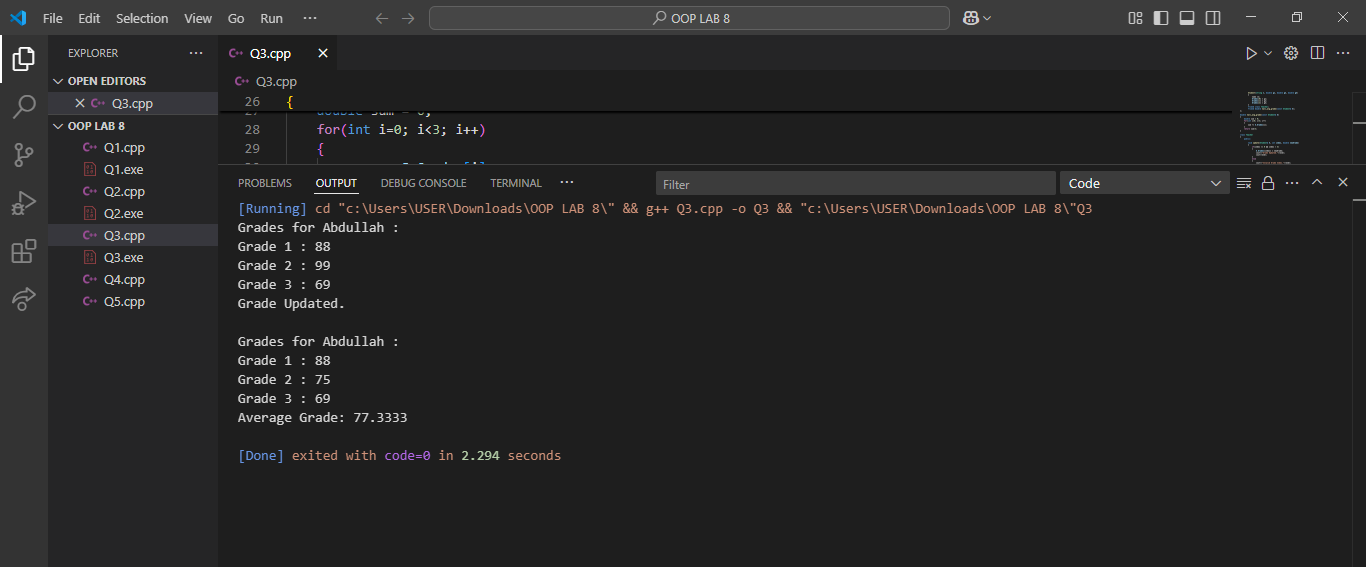 File Edit Selection View Go Run ··· OOP LAB 8
EXPLORER ···
OPEN EDITORS
Q3.cpp
OOP LAB 8
Q1.cpp
Q1.exe
Q2.cpp
Q2.exe
Q3.cpp
Q3.exe
Q4.cpp
Q5.cpp
Q3.cpp
Q3.cpp
26 {
27 double sum = 0;
28 for(int i=0; i<3; i++)
29 {
PROBLEMS OUTPUT DEBUG CONSOLE TERMINAL ··· Filter Code
[Running] cd "c:\Users\USER\Downloads\OOP LAB 8\" && g++ Q3.cpp -o Q3 && "c:\Users\USER\Downloads\OOP LAB 8\"Q3
Grades for Abdullah :
Grade 1 : 88
Grade 2 : 99
Grade 3 : 69
Grade Updated.
Grades for Abdullah :
Grade 1 : 88
Grade 2 : 75
Grade 3 : 69
Average Grade: 77.3333
[Done] exited with code=0 in 2.294 seconds